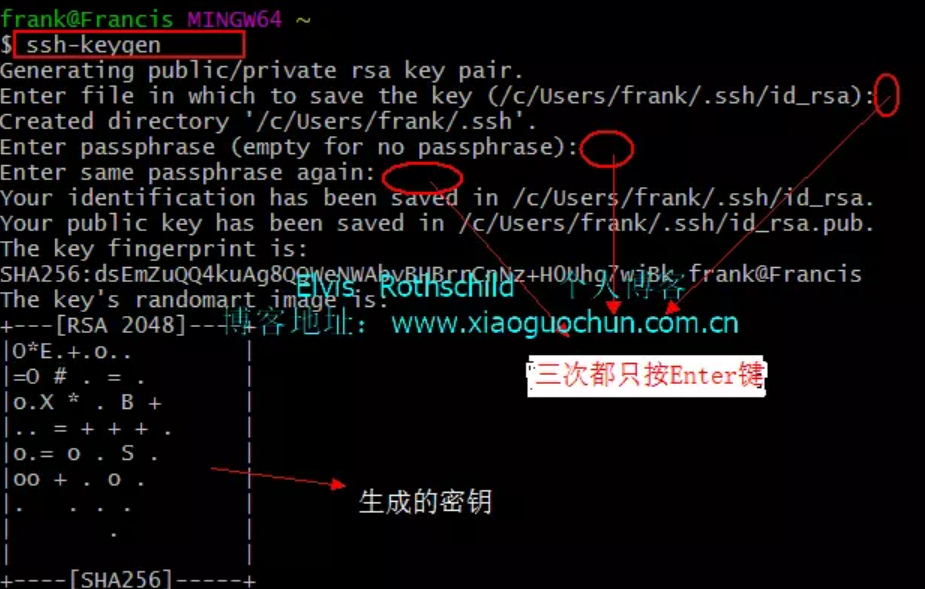 frank@Francis MINGW64 ~
$ ssh-keygen
Generating public/private rsa key pair.
Enter file in which to save the key (/c/Users/frank/.ssh/id_rsa):
Created directory '/c/Users/frank/.ssh'.
Enter passphrase (empty for no passphrase):
Enter same passphrase again:
Your identification has been saved in /c/Users/frank/.ssh/id_rsa.
Your public key has been saved in /c/Users/frank/.ssh/id_rsa.pub.
The key fingerprint is:
frank@Francis
Elvis Rothschild 个人博客
The key's randomart image is:
博客地址: www.xiaoguochun.com.cn
+---[RSA 2048]----+
|O*E.+.o..        |
|=O # . = .       |
|o.X * . B +      |
|.. = + + + .     |
|o.= o . S .      |
|oo + . o .       |
|.   . . .        |
|       .         |
|                 |
+----[SHA256]-----+
三次都只按Enter键
生成的密钥